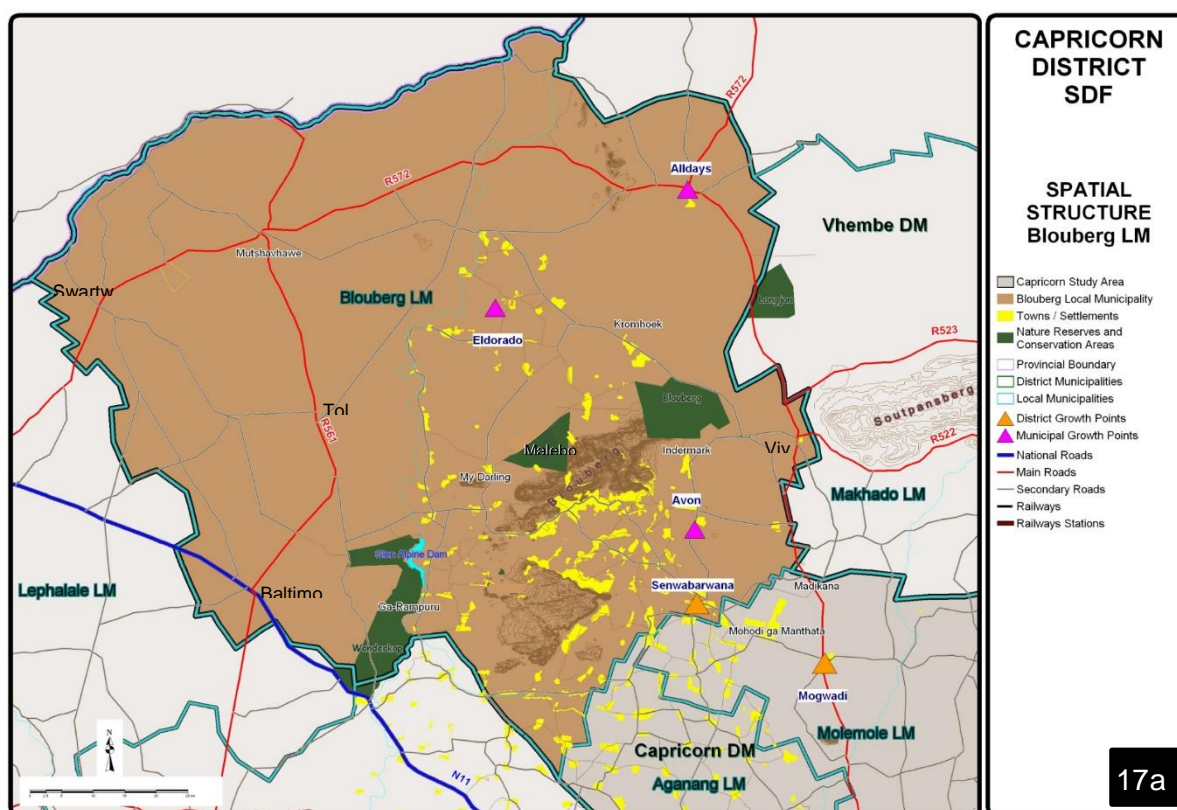 CAPRICORN
DISTRICT
SDF
SPATIAL
STRUCTURE
Blouberg LM
Capricorn Study Area
Blouberg Local Municipality
Towns / Settlements
Nature Reserves and
Conservation Areas
Provincial Boundary
District Municipalities
Local Municipalities
District Growth Points
Municipal Growth Points
National Roads
Main Roads
Secondary Roads
Railways
Railways Stations
17a
R572
Alldays
R572
Vhembe DM
Mutshavhawe
Swartw
Blouberg LM
Longjon
Eldorado
Kromhoek
R523
Soutpansberg
Blouberg
Tol
R561
Malebo
Indermark
Viv
R522
My Darling
Blouberg
Makhado LM
Avon
Glen Alpine Dam
Lephalale LM
Baltimo
Senwabarwana
Madikana
Ga-Rampuru
Mohodi ga Manthata
Wonderkop
Mogwadi
Molemole LM
Capricorn DM
Aganang LM
N11
N